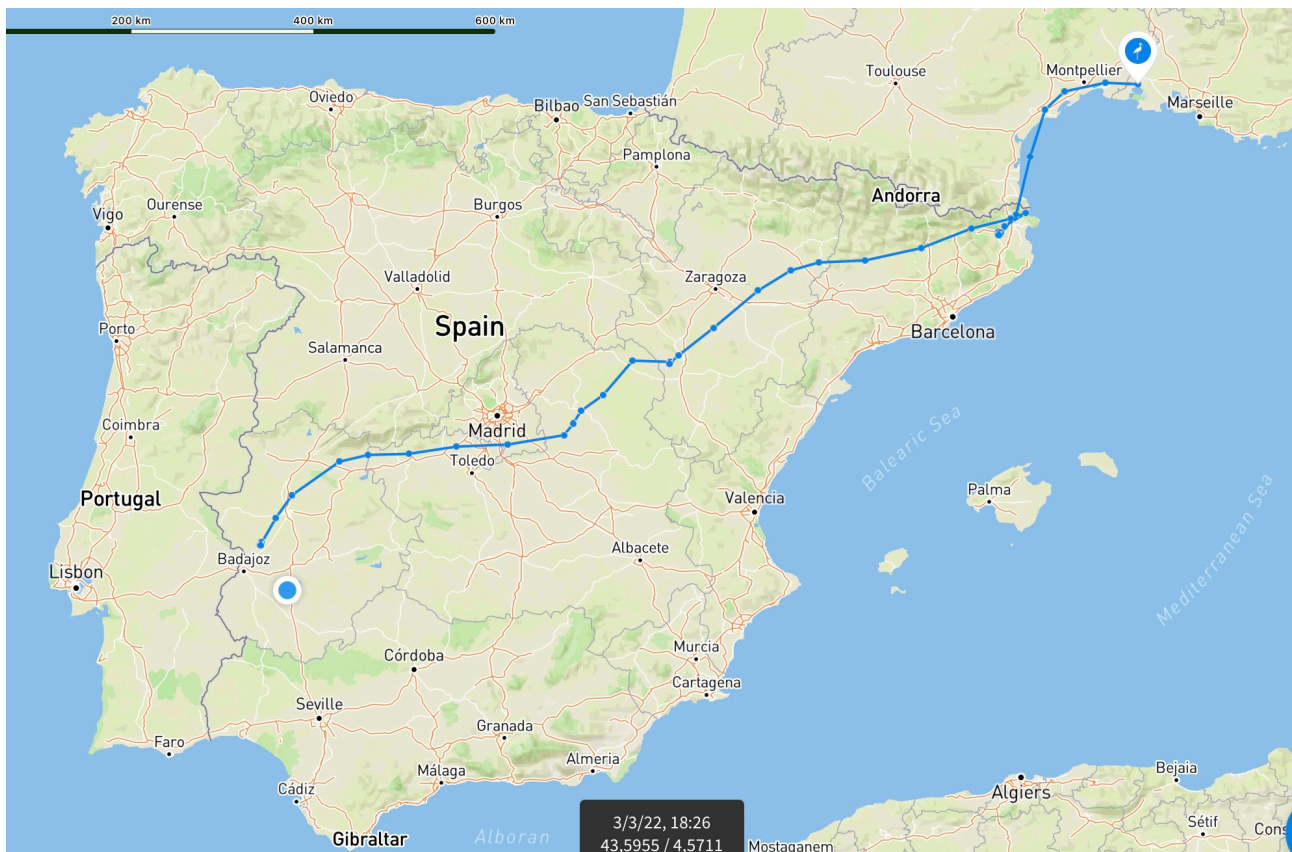 200 km
400 km
600 km
Toulouse
Montpellier
Marseille
Oviedo
Bilbao
San Sebastián
Pamplona
Andorra
Vigo
Ourense
Burgos
Valladolid
Zaragoza
Porto
Spain
Barcelona
Salamanca
Madrid
Coimbra
Toledo
Balearic Sea
Portugal
Palma
Valencia
Mediterranean Sea
Badajoz
Albacete
Lisbon
Murcia
Córdoba
Cartagena
Seville
Granada
Faro
Almeria
Málaga
Bejaia
Cádiz
Algiers
Gibraltar
Alboran
3/3/22, 18:26
43,5955 / 4,5711
Mostaganem
Sétif
Cons